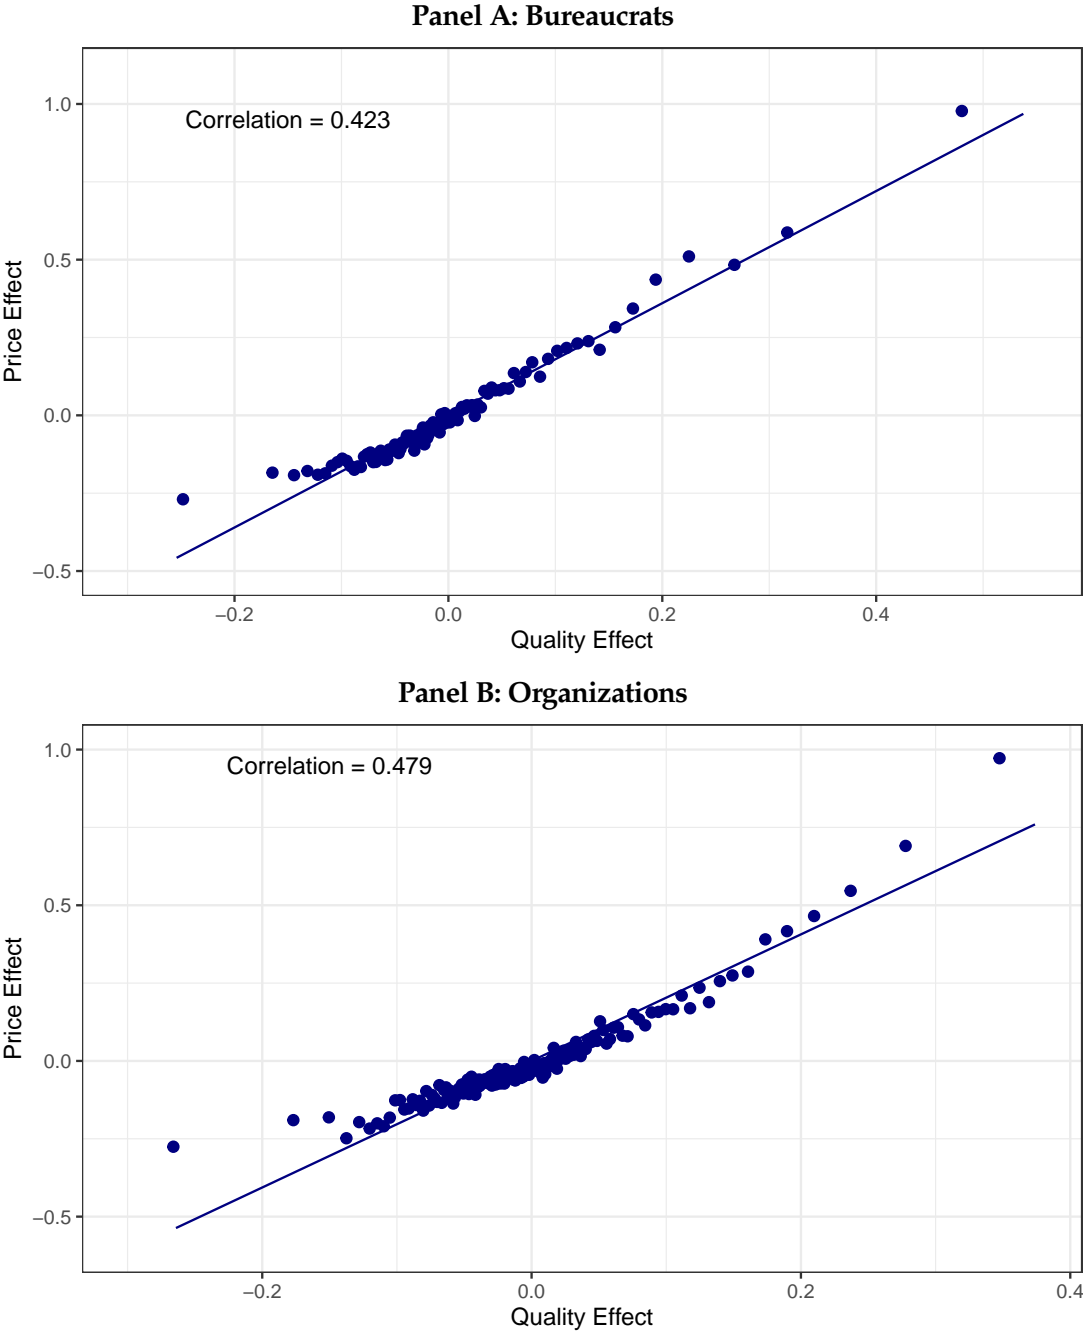 Panel A: Bureaucrats
Correlation = 0.423
Price Effect
1.0
0.5
0.0
−0.5
−0.2
0.0
0.2
0.4
Quality Effect
Panel B: Organizations
Correlation = 0.479
Price Effect
1.0
0.5
0.0
−0.5
−0.2
0.0
0.2
0.4
Quality Effect